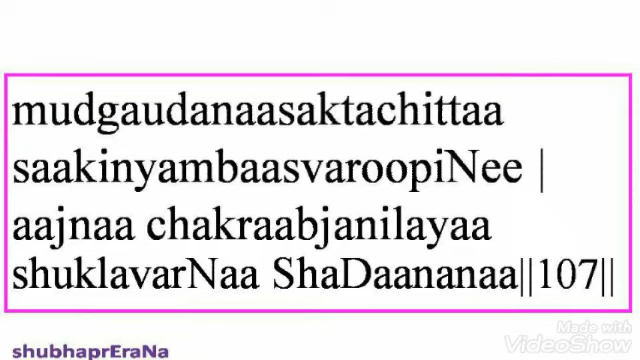 mudgaudanaasaktachittaa
saakinyambaasvaroopiNee |
aajnaa chakraabjanilayaa
shuklavarNaa ShaDaananaa||107||
Made with
shubhaprEraNa
VideoShow